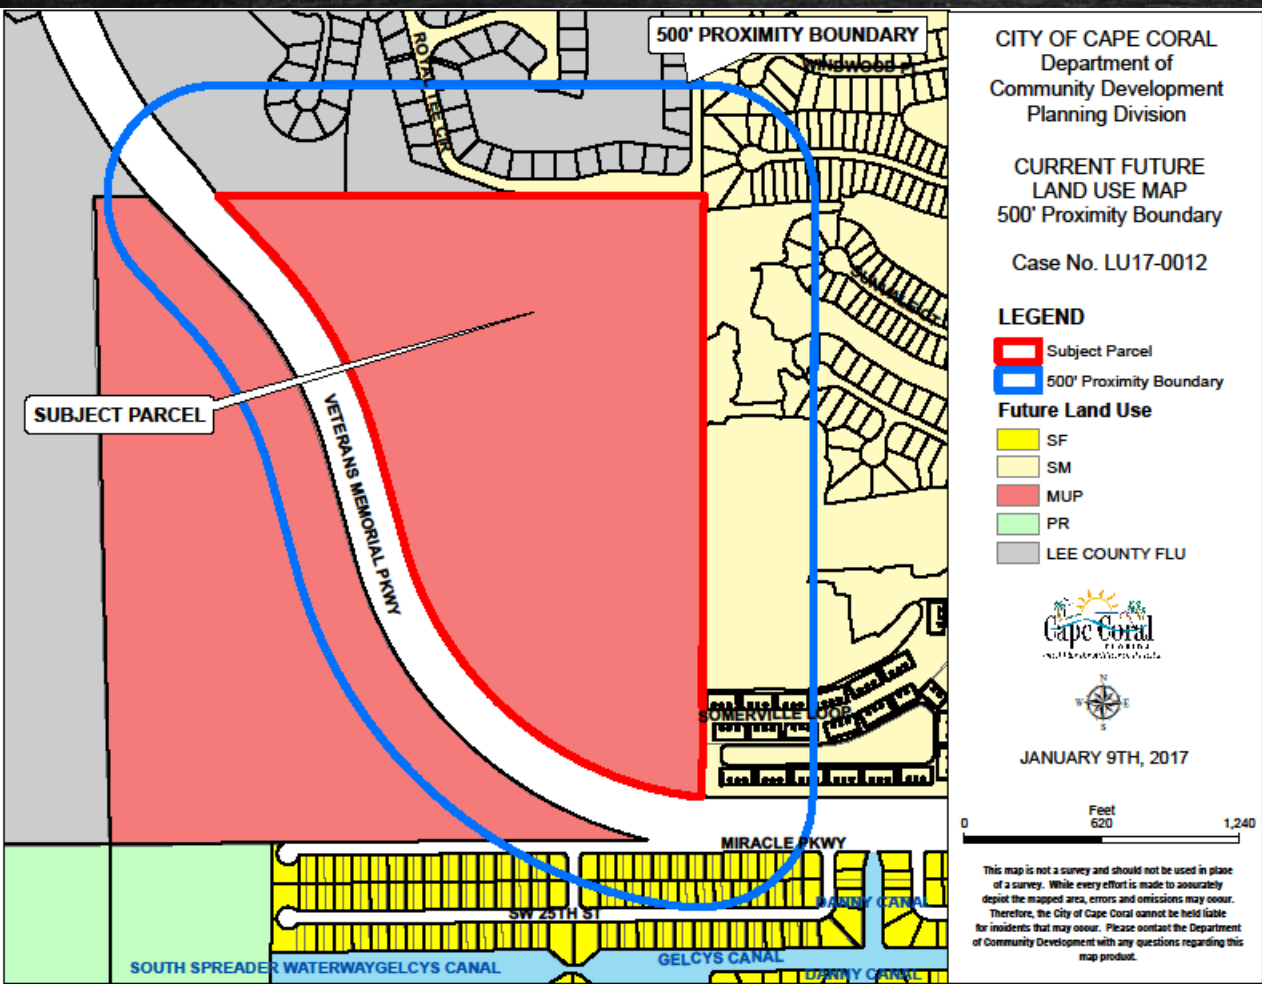 500' PROXIMITY BOUNDARY
ROYAL TEE CIR
SUBJECT PARCEL
VETERANS MEMORIAL PKWY
SOMERVILLE LOOP
MIRACLE PKWY
DANNY CANAL
SW 25TH ST
SOUTH SPREADER WATERWAY
GELCYS CANAL
GELCYS CANAL
DANNY CANAL
CITY OF CAPE CORAL
Department of
Community Development
Planning Division
CURRENT FUTURE
LAND USE MAP
500' Proximity Boundary
Case No. LU17-0012
LEGEND
Subject Parcel
500' Proximity Boundary
Future Land Use
SF
SM
MUP
PR
LEE COUNTY FLU
Cape Coral
FLORIDA
N
W E
S
JANUARY 9TH, 2017
Feet
0 620 1,240
This map is not a survey and should not be used in place
of a survey. While every effort is made to accurately
depict the mapped area, errors and omissions may occur.
Therefore, the City of Cape Coral cannot be held liable
for incidents that may occur. Please contact the Department
of Community Development with any questions regarding this
map product.